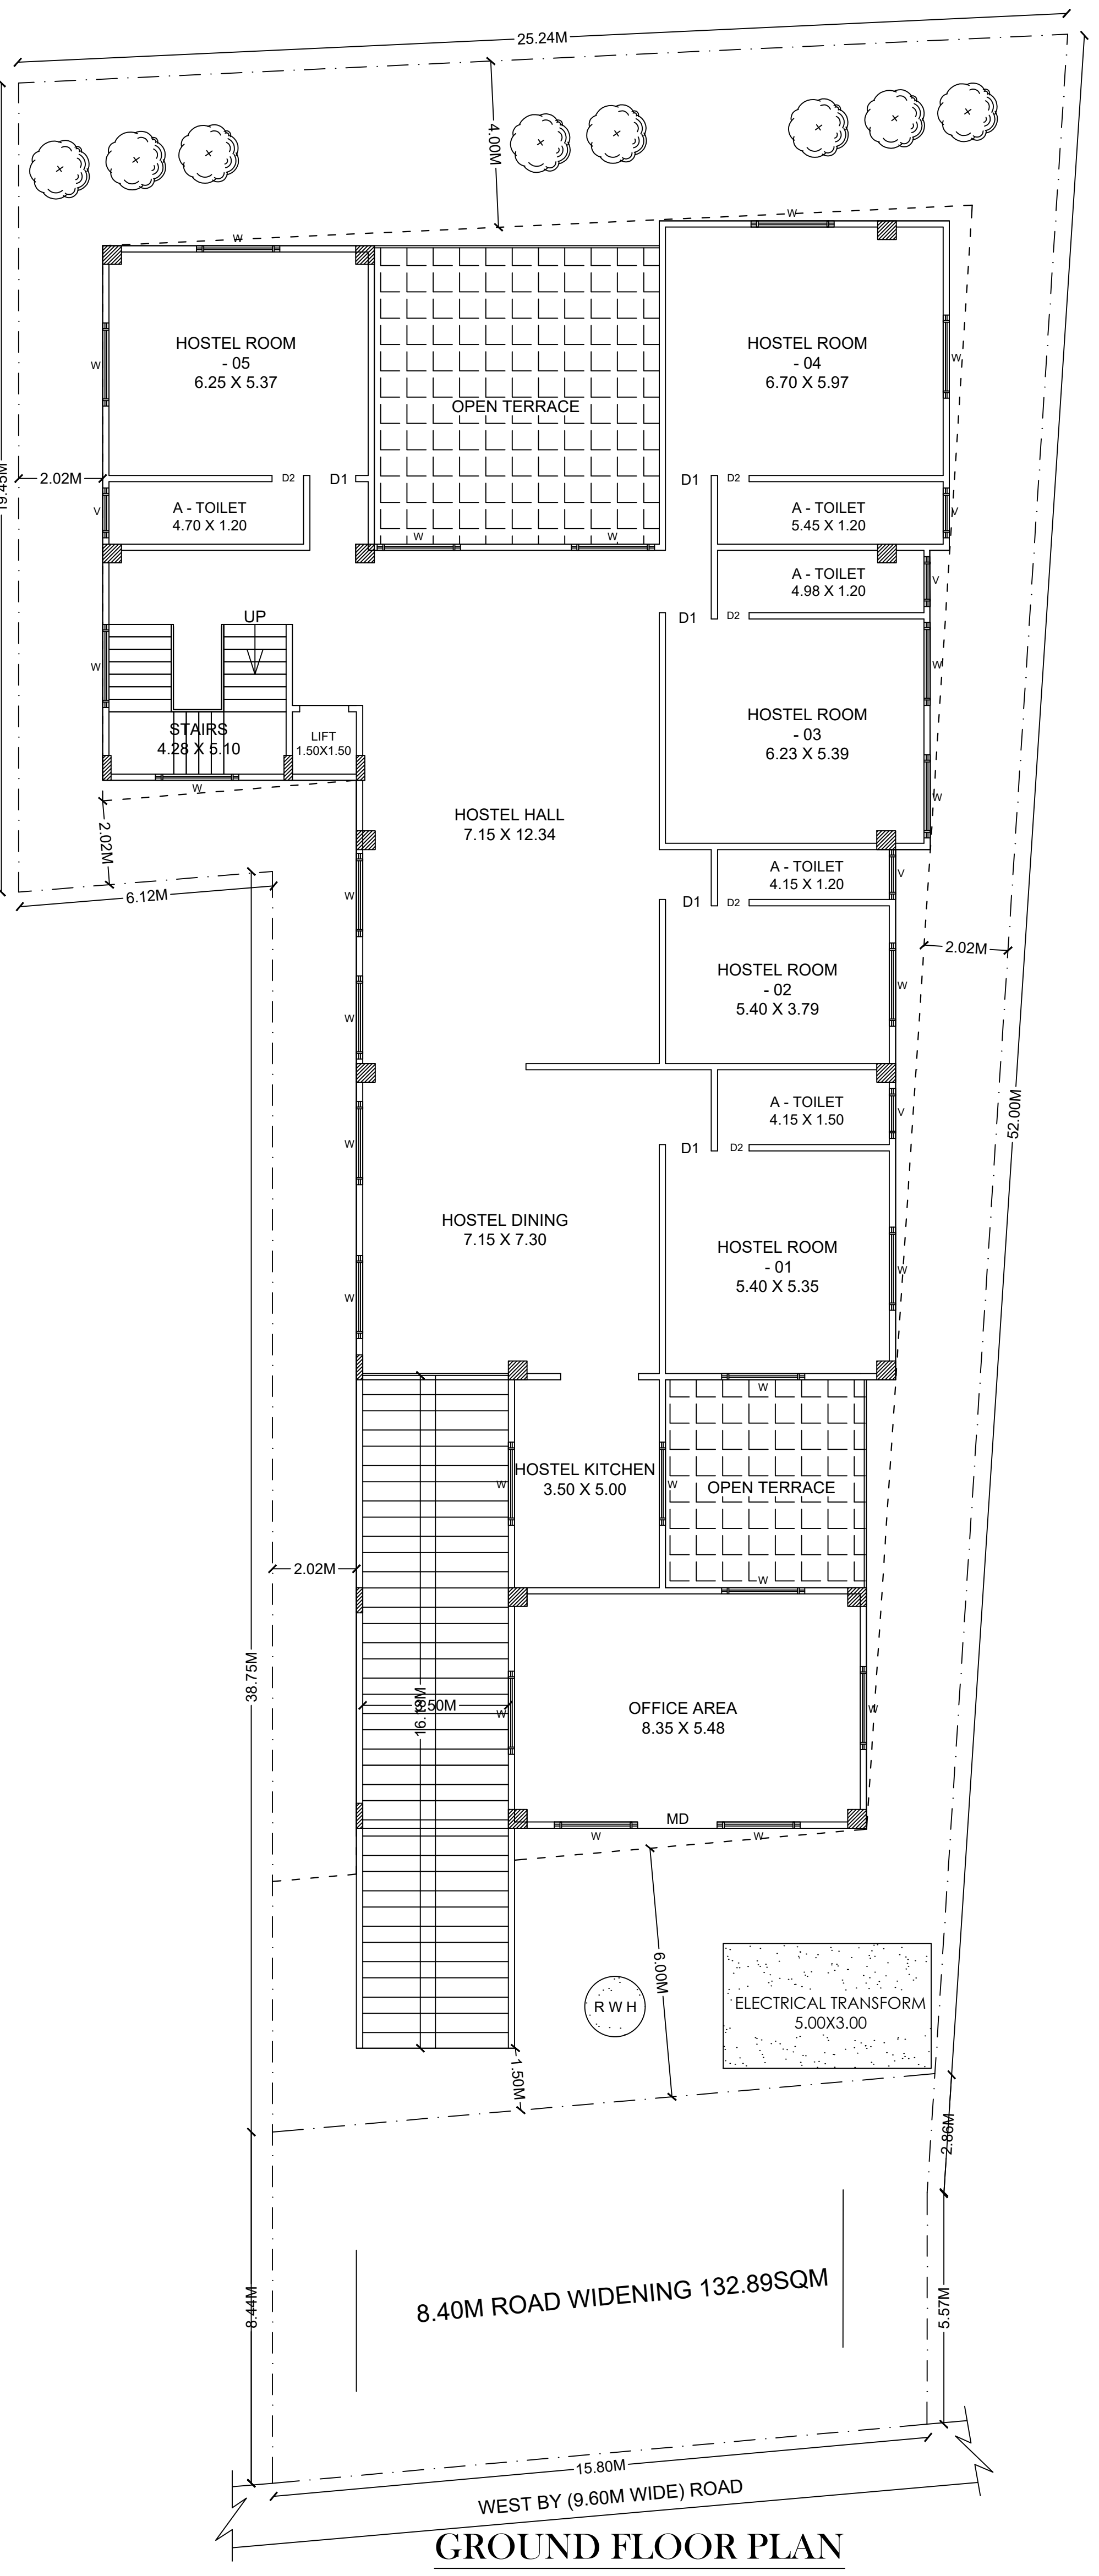 25.24M
4.00M
W
W
HOSTEL ROOM
- 05
6.25 X 5.37
HOSTEL ROOM
- 04
6.70 X 5.97
W
W
OPEN TERRACE
19.45M
2.02M
D2
D1
D1
D2
A - TOILET
4.70 X 1.20
A - TOILET
5.45 X 1.20
V
V
W
W
A - TOILET
4.98 X 1.20
V
UP
D1
D2
W
W
HOSTEL ROOM
- 03
6.23 X 5.39
STAIRS
4.28 X 5.10
LIFT
1.50X1.50
W
W
HOSTEL HALL
7.15 X 12.34
2.02M
6.12M
A - TOILET
4.15 X 1.20
V
W
D1
D2
2.02M
HOSTEL ROOM
- 02
5.40 X 3.79
W
W
A - TOILET
4.15 X 1.50
V
52.00M
W
D1
D2
HOSTEL DINING
7.15 X 7.30
HOSTEL ROOM
- 01
5.40 X 5.35
W
W
W
HOSTEL KITCHEN
3.50 X 5.00
W
W
OPEN TERRACE
2.02M
W
38.75M
W
OFFICE AREA
8.35 X 5.48
W
MD
W
W
6.00M
R W H
ELECTRICAL TRANSFORM
5.00X3.00
1.50M
2.86M
8.40M ROAD WIDENING 132.89SQM
8.44M
5.57M
15.80M
WEST BY (9.60M WIDE) ROAD
GROUND FLOOR PLAN